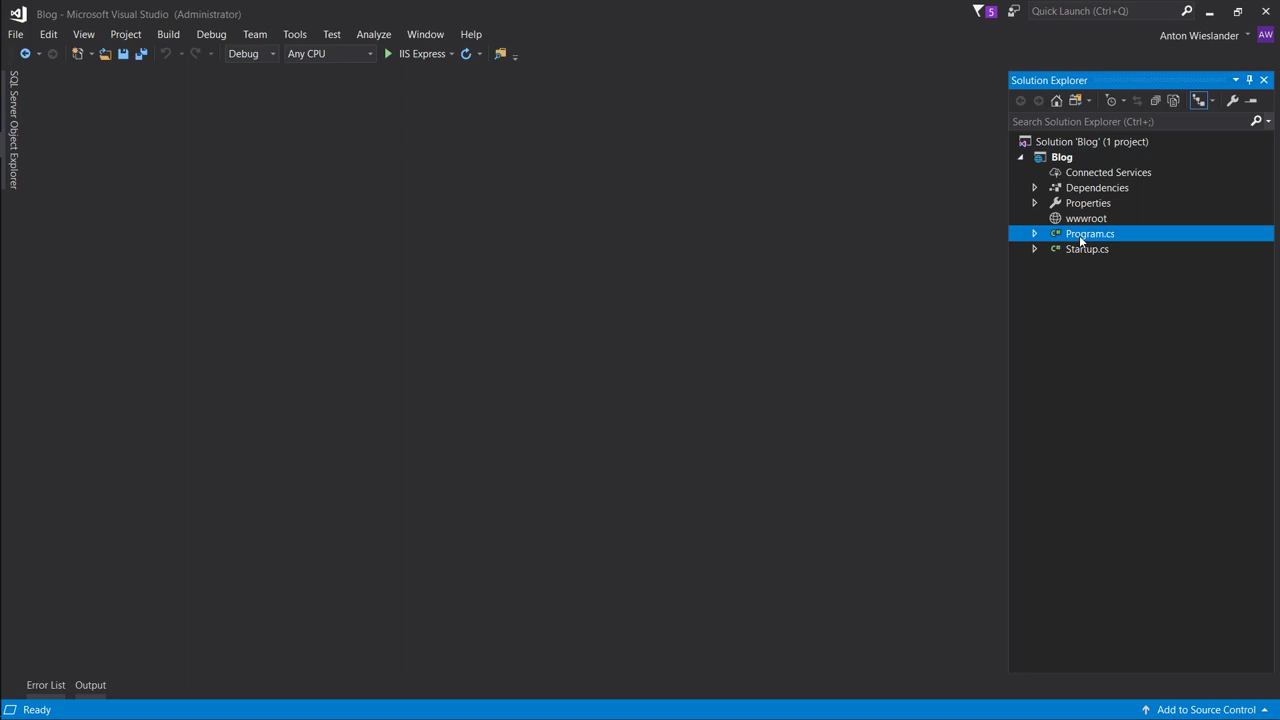 Blog - Microsoft Visual Studio (Administrator)
5
Quick Launch (Ctrl+Q)
File Edit View Project Build Debug Team Tools Test Analyze Window Help
Anton Wieslander
AW
Debug
Any CPU
IIS Express
SQL Server Object Explorer
Solution Explorer
Search Solution Explorer (Ctrl+;)
Solution 'Blog' (1 project)
Blog
Connected Services
Dependencies
Properties
wwwroot
C# Program.cs
C# Startup.cs
Error List Output
Ready
Add to Source Control